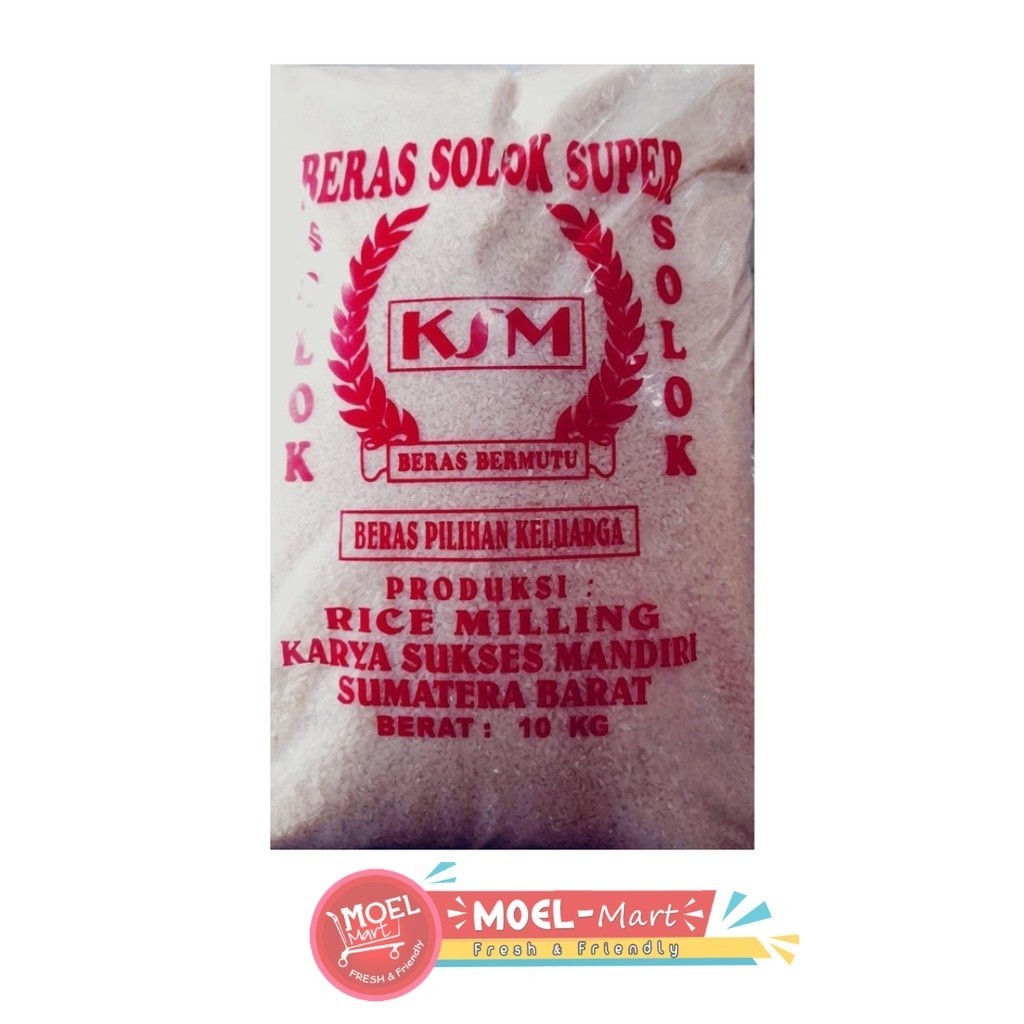 BERAS SOLOK SUPER
SOLOK
SOLOK
KSM
BERAS BERMUTU
BERAS PILIHAN KELUARGA
PRODUKSI :
RICE MILLING
KARYA SUKSES MANDIRI
SUMATERA BARAT
BERAT : 10 KG
MOEL
Mart
FRESH & Friendly
MOEL-Mart
Fresh & Friendly